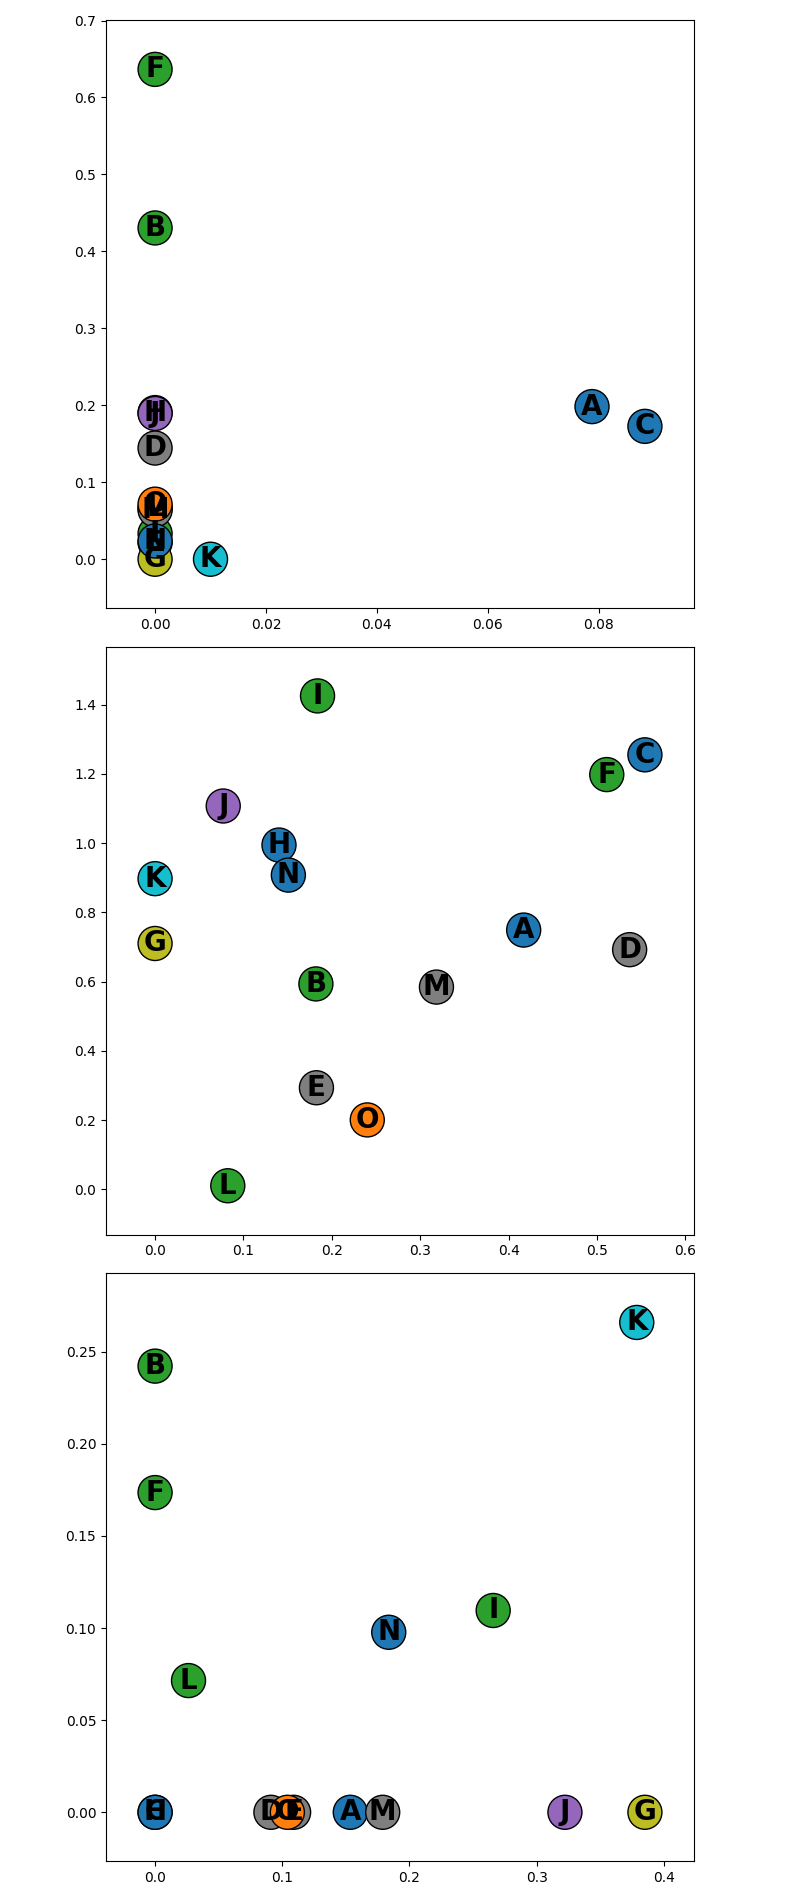 0.7
F
0.6
0.5
B
0.4
0.3
0.2
H J
A
C
D
0.1
O
M
N
0.0
G
K
0.00 0.02 0.04 0.06 0.08
I
1.4
C
F
1.2
J
1.0
H
N
K
0.8
A
G
D
0.6
B
M
0.4
E
O
0.2
L
0.0
0.0 0.1 0.2 0.3 0.4 0.5 0.6
K
0.25
B
0.20
F
0.15
I
0.10
N
L
0.05
0.00
H D O E A M J G
0.0 0.1 0.2 0.3 0.4